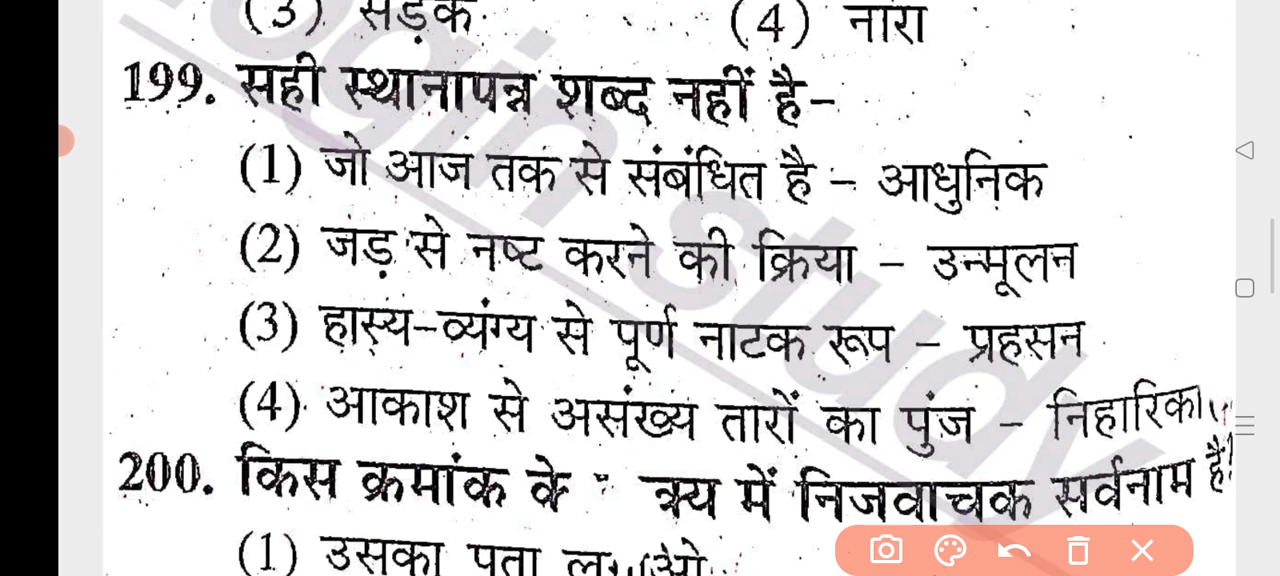 (3) सड़क (4) नारा
199. सही स्थानापन्न शब्द नहीं है-
(1) जो आज तक से संबंधित है - आधुनिक
(2) जड़ से नष्ट करने की क्रिया - उन्मूलन
(3) हास्य-व्यंग्य से पूर्ण नाटक रूप - प्रहसन
(4) आकाश से असंख्य तारों का पुंज - निहारिका
200. किस क्रमांक के में निजवाचक सर्वनाम है?
(1) उसका पता
study